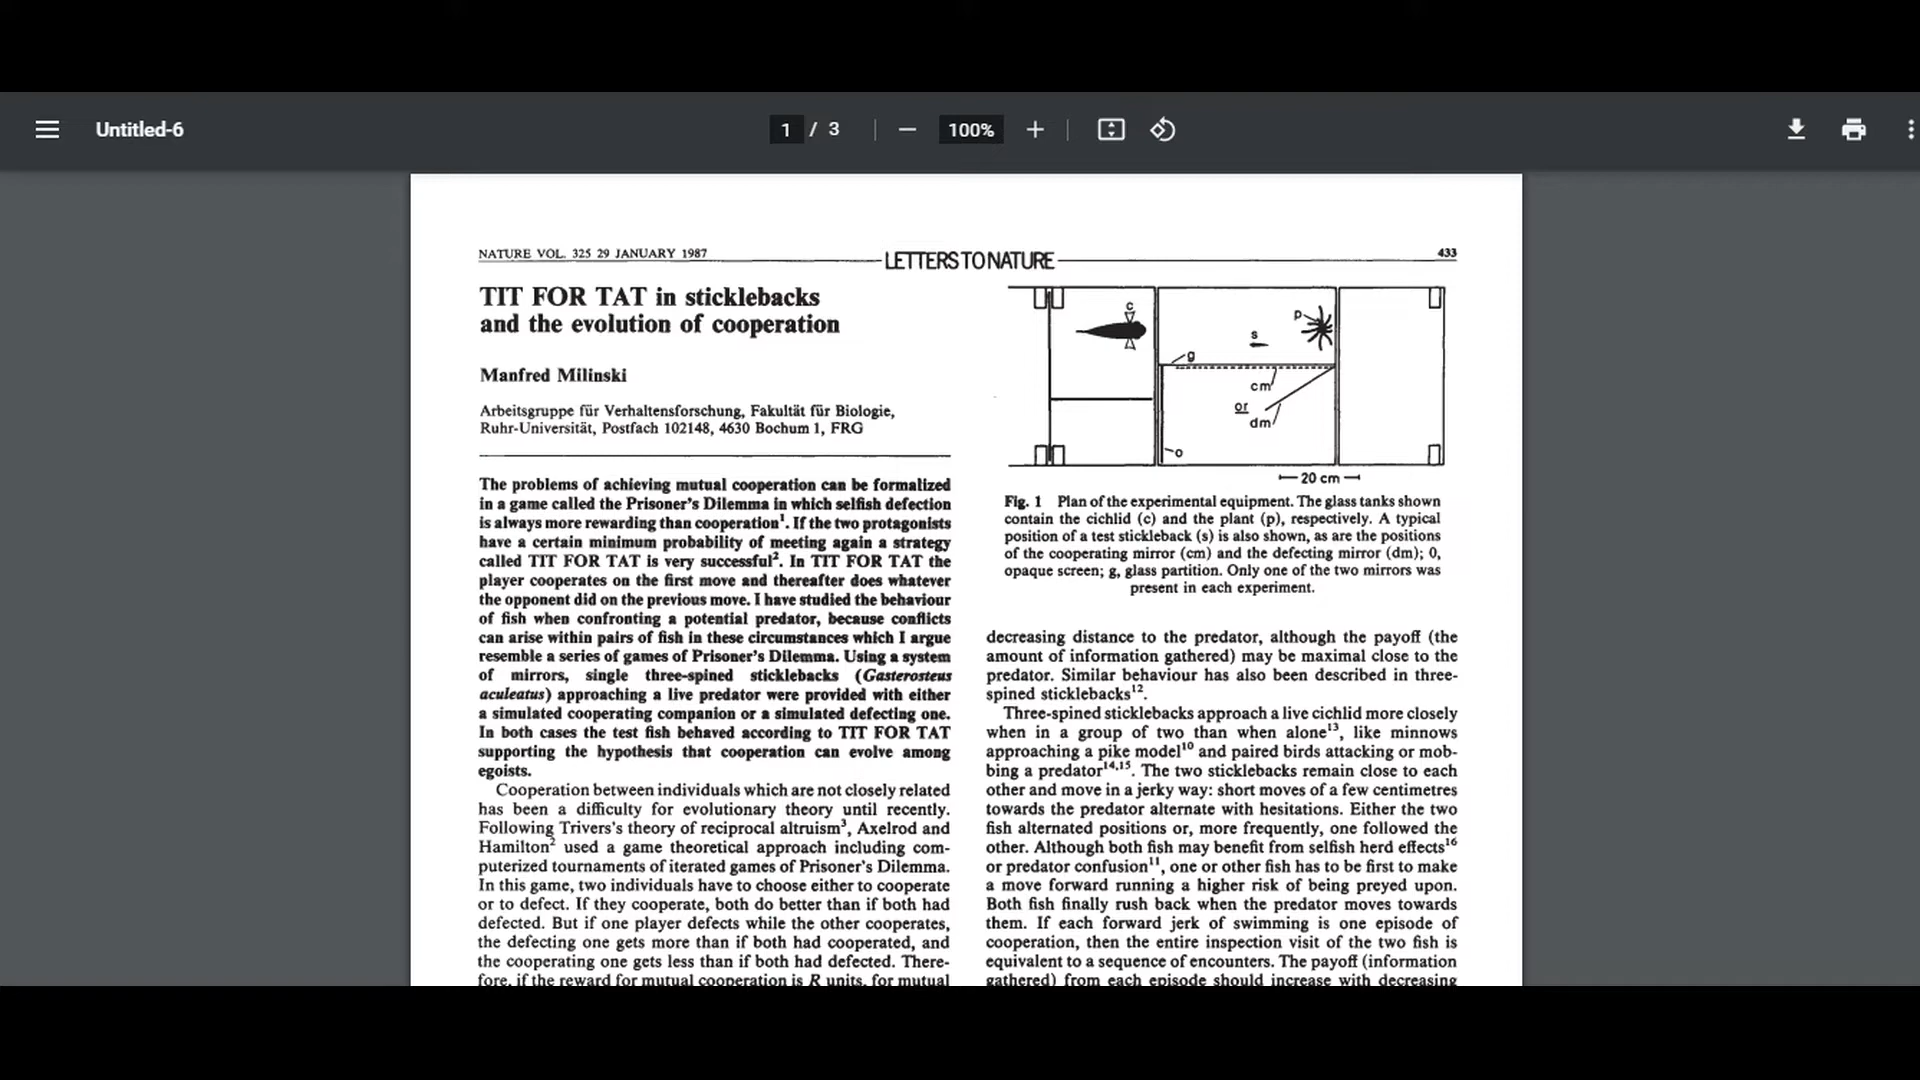 Untitled-6
1 / 3
100%
NATURE VOL. 325 29 JANUARY 1987
LETTERS TO NATURE
433
TIT FOR TAT in sticklebacks
and the evolution of cooperation
Manfred Milinski
Arbeitsgruppe für Verhaltensforschung, Fakultät für Biologie,
Ruhr-Universität, Postfach 102148, 4630 Bochum 1, FRG
The problems of achieving mutual cooperation can be formalized
in a game called the Prisoner's Dilemma in which selfish defection
is always more rewarding than cooperation¹. If the two protagonists
have a certain minimum probability of meeting again a strategy
called TIT FOR TAT is very successful². In TIT FOR TAT the
player cooperates on the first move and thereafter does whatever
the opponent did on the previous move. I have studied the behaviour
of fish when confronting a potential predator, because conflicts
can arise within pairs of fish in these circumstances which I argue
resemble a series of games of Prisoner's Dilemma. Using a system
of mirrors, single three-spined sticklebacks (Gasterosteus
aculeatus) approaching a live predator were provided with either
a simulated cooperating companion or a simulated defecting one.
In both cases the test fish behaved according to TIT FOR TAT
supporting the hypothesis that cooperation can evolve among
egoists.
Cooperation between individuals which are not closely related
has been a difficulty for evolutionary theory until recently.
Following Trivers's theory of reciprocal altruism³, Axelrod and
Hamilton² used a game theoretical approach including com-
puterized tournaments of iterated games of Prisoner's Dilemma.
In this game, two individuals have to choose either to cooperate
or to defect. If they cooperate, both do better than if both had
defected. But if one player defects while the other cooperates,
the defecting one gets more than if both had cooperated, and
the cooperating one gets less than if both had defected. There-
fore, if the reward for mutual cooperation is R units, for mutual
c
p
s
g
cm
or
dm
o
20 cm
Fig. 1 Plan of the experimental equipment. The glass tanks shown
contain the cichlid (c) and the plant (p), respectively. A typical
position of a test stickleback (s) is also shown, as are the positions
of the cooperating mirror (cm) and the defecting mirror (dm); 0,
opaque screen; g, glass partition. Only one of the two mirrors was
present in each experiment.
decreasing distance to the predator, although the payoff (the
amount of information gathered) may be maximal close to the
predator. Similar behaviour has also been described in three-
spined sticklebacks¹².
Three-spined sticklebacks approach a live cichlid more closely
when in a group of two than when alone¹³, like minnows
approaching a pike model¹⁰ and paired birds attacking or mob-
bing a predator¹⁴,¹⁵. The two sticklebacks remain close to each
other and move in a jerky way: short moves of a few centimetres
towards the predator alternate with hesitations. Either the two
fish alternated positions or, more frequently, one followed the
other. Although both fish may benefit from selfish herd effects¹⁶
or predator confusion¹¹, one or other fish has to be first to make
a move forward running a higher risk of being preyed upon.
Both fish finally rush back when the predator moves towards
them. If each forward jerk of swimming is one episode of
cooperation, then the entire inspection visit of the two fish is
equivalent to a sequence of encounters. The payoff (information
gathered) from each episode should increase with decreasing